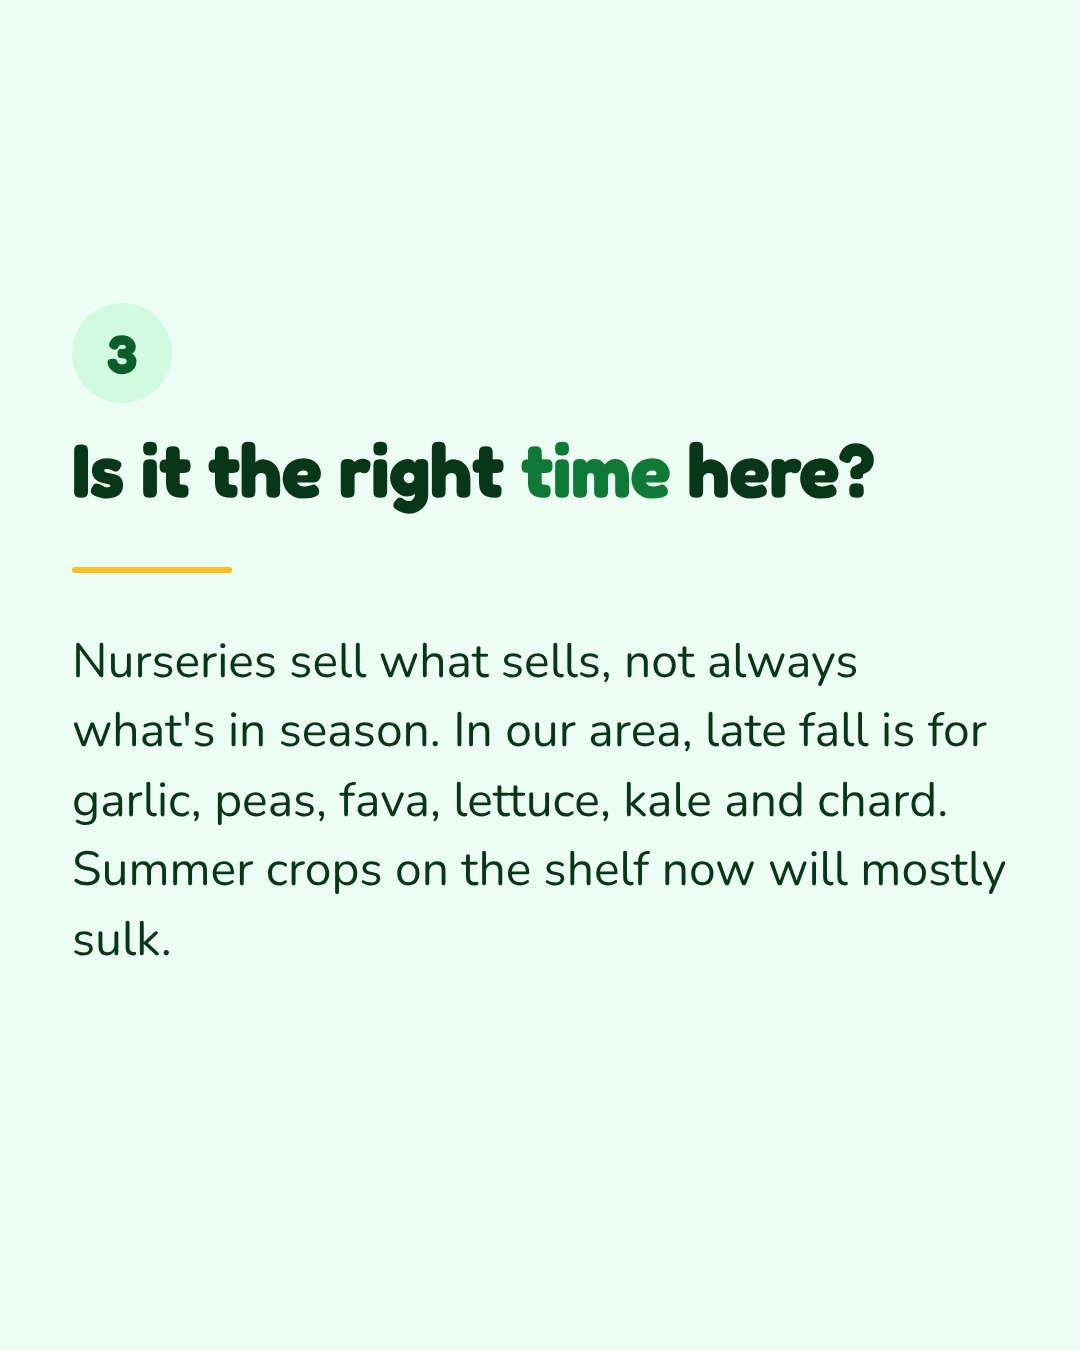 3
Is it the right time here?
Nurseries sell what sells, not always
what's in season. In our area, late fall is for
garlic, peas, fava, lettuce, kale and chard.
Summer crops on the shelf now will mostly
sulk.